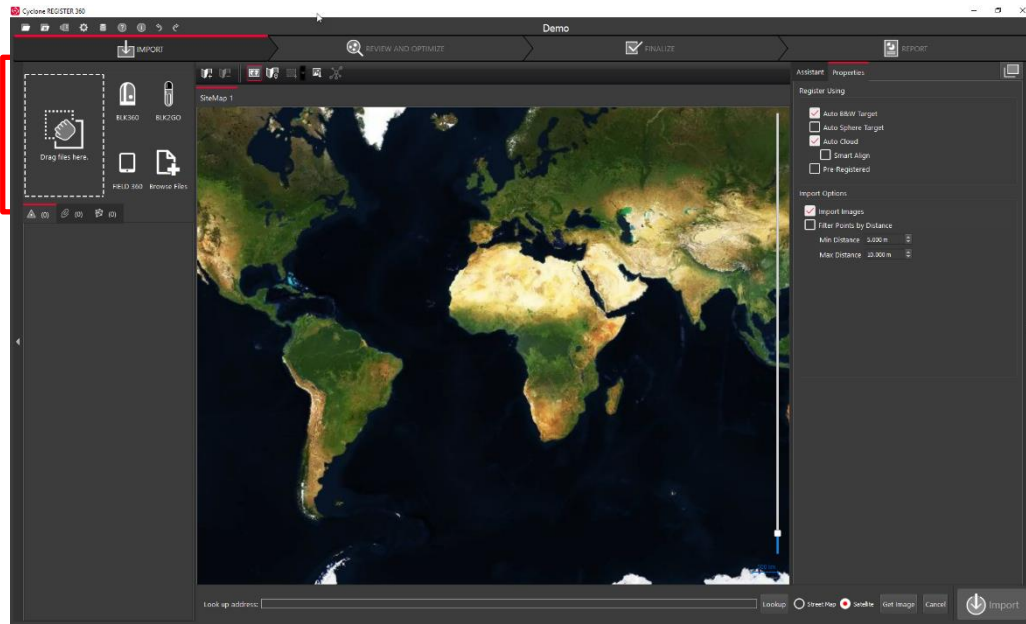 Cyclone REGISTER 360
Demo
IMPORT
REVIEW AND OPTIMIZE
FINALIZE
REPORT
Drag files here.
BLK360
BLK2GO
FIELD 360
Browse Files
(0)
(0)
(0)
SiteMap 1
Assistant
Properties
Register Using
Auto B&W Target
Auto Sphere Target
Auto Cloud
Smart Align
Pre-Registered
Import Options
Import Images
Filter Points by Distance
Min Distance 5.000 m
Max Distance 15.000 m
Look up address:
Lookup
Street Map
Satellite
Get Image
Cancel
Import